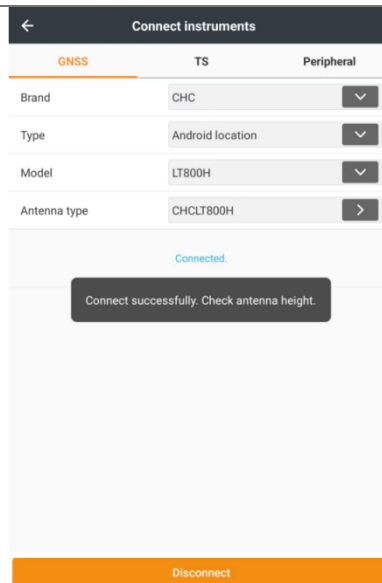 Connect instruments
GNSS TS Peripheral
Brand CHC
Type Android location
Model LT800H
Antenna type CHCLT800H
Connected.
Connect successfully. Check antenna height.
Disconnect